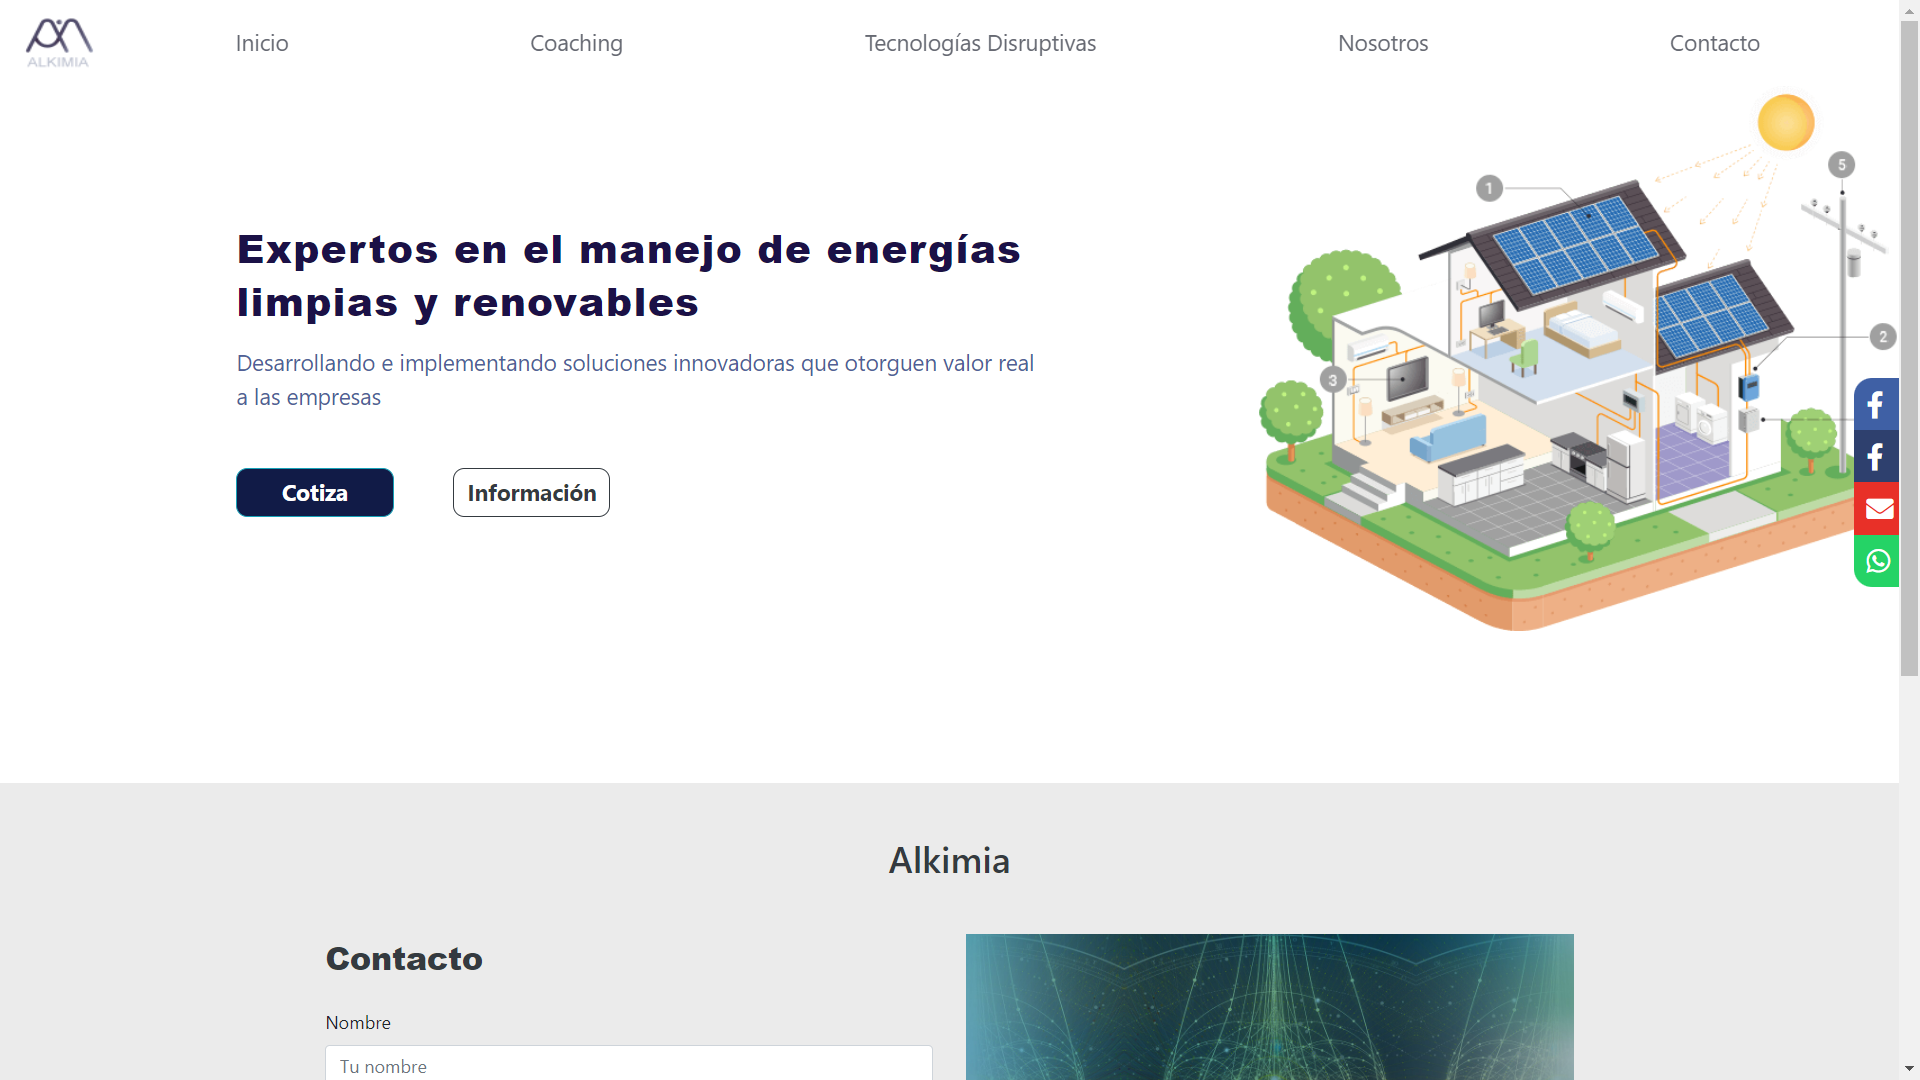 ALKIMIA
Inicio
Coaching
Tecnologías Disruptivas
Nosotros
Contacto
Expertos en el manejo de energías
limpias y renovables
Desarrollando e implementando soluciones innovadoras que otorguen valor real
a las empresas
Cotiza
Información
1
5
2
3
Alkimia
Contacto
Nombre
Tu nombre